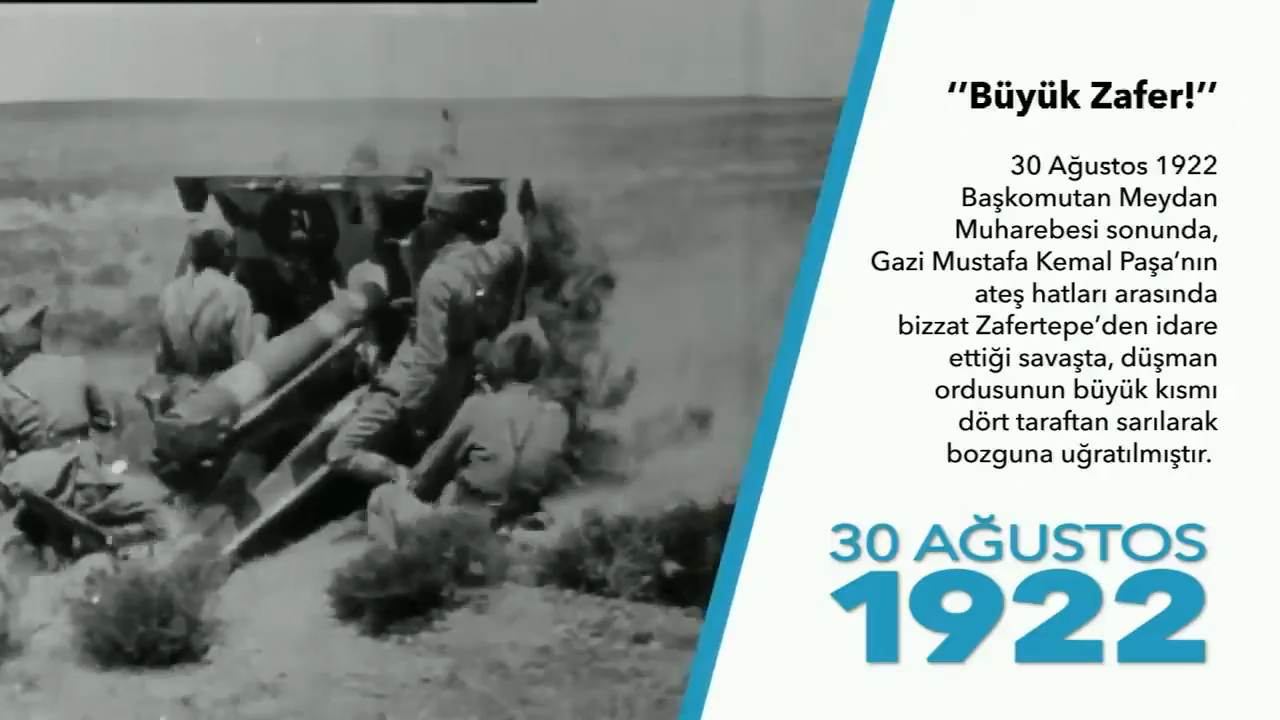 ‘‘Büyük Zafer!’’
30 Ağustos 1922
Başkomutan Meydan
Muharebesi sonunda,
Gazi Mustafa Kemal Paşa’nın
ateş hatları arasında
bizzat Zafertepe’den idare
ettiği savaşta, düşman
ordusunun büyük kısmı
dört taraftan sarılarak
bozguna uğratılmıştır.
30 AĞUSTOS
1922